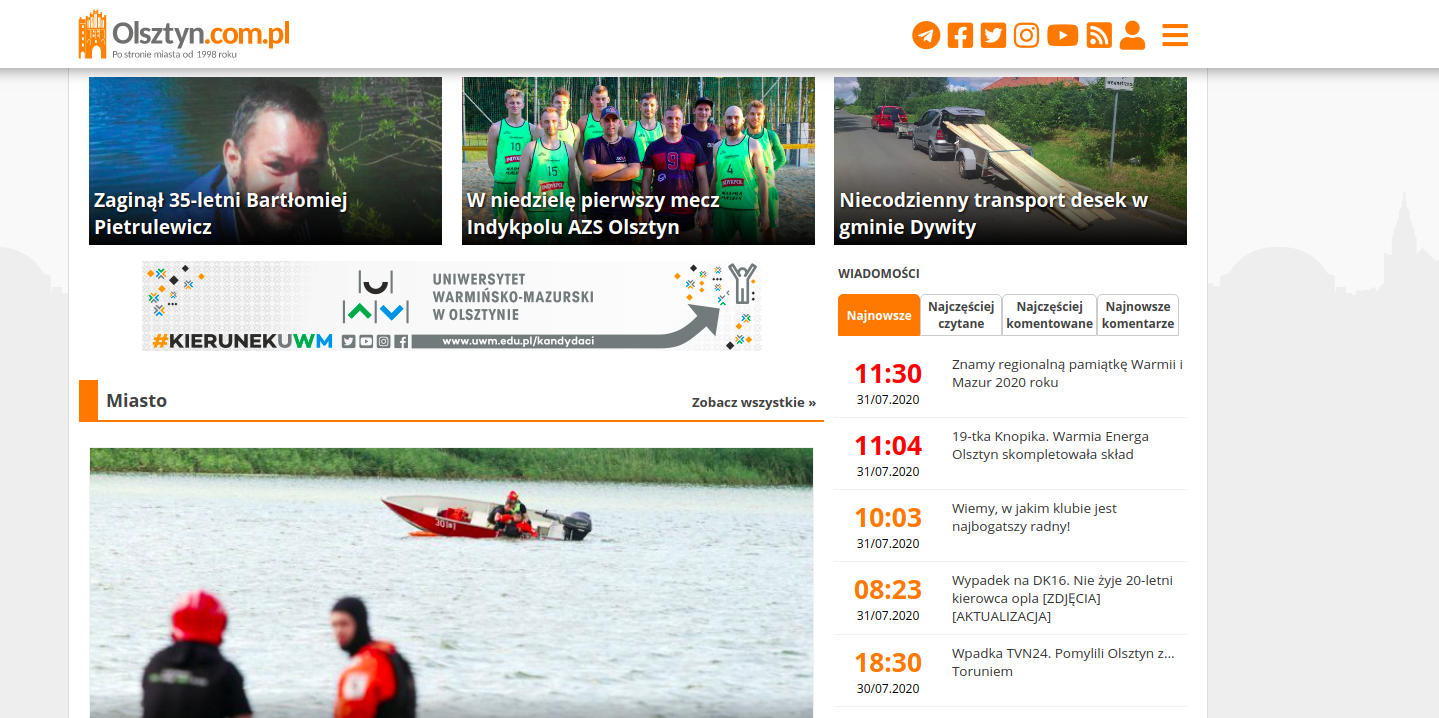 Olsztyn.com.pl
Po stronie miasta od 1998 roku
Zaginął 35-letni Bartłomiej
Pietrulewicz
10
15
9
4
INDYKPOL
W niedzielę pierwszy mecz
Indykpolu AZS Olsztyn
Niecodzienny transport desek w
gminie Dywity
UNIWERSYTET
WARMIŃSKO-MAZURSKI
W OLSZTYNIE
#KIERUNEKUWM
www.uwm.edu.pl/kandydaci
Miasto
Zobacz wszystkie »
WIADOMOŚCI
Najnowsze
Najczęściej
czytane
Najczęściej
komentowane
Najnowsze
komentarze
11:30
31/07.2020
Znamy regionalną pamiątkę Warmii i
Mazur 2020 roku
11:04
31/07.2020
19-tka Knopika. Warmia Energa
Olsztyn skompletowała skład
10:03
31/07.2020
Wiemy, w jakim klubie jest
najbogatszy radny!
08:23
31/07.2020
Wypadek na DK16. Nie żyje 20-letni
kierowca opla [ZDJĘCIA]
[AKTUALIZACJA]
18:30
30/07.2020
Wpadka TVN24. Pomylili Olsztyn z...
Toruniem